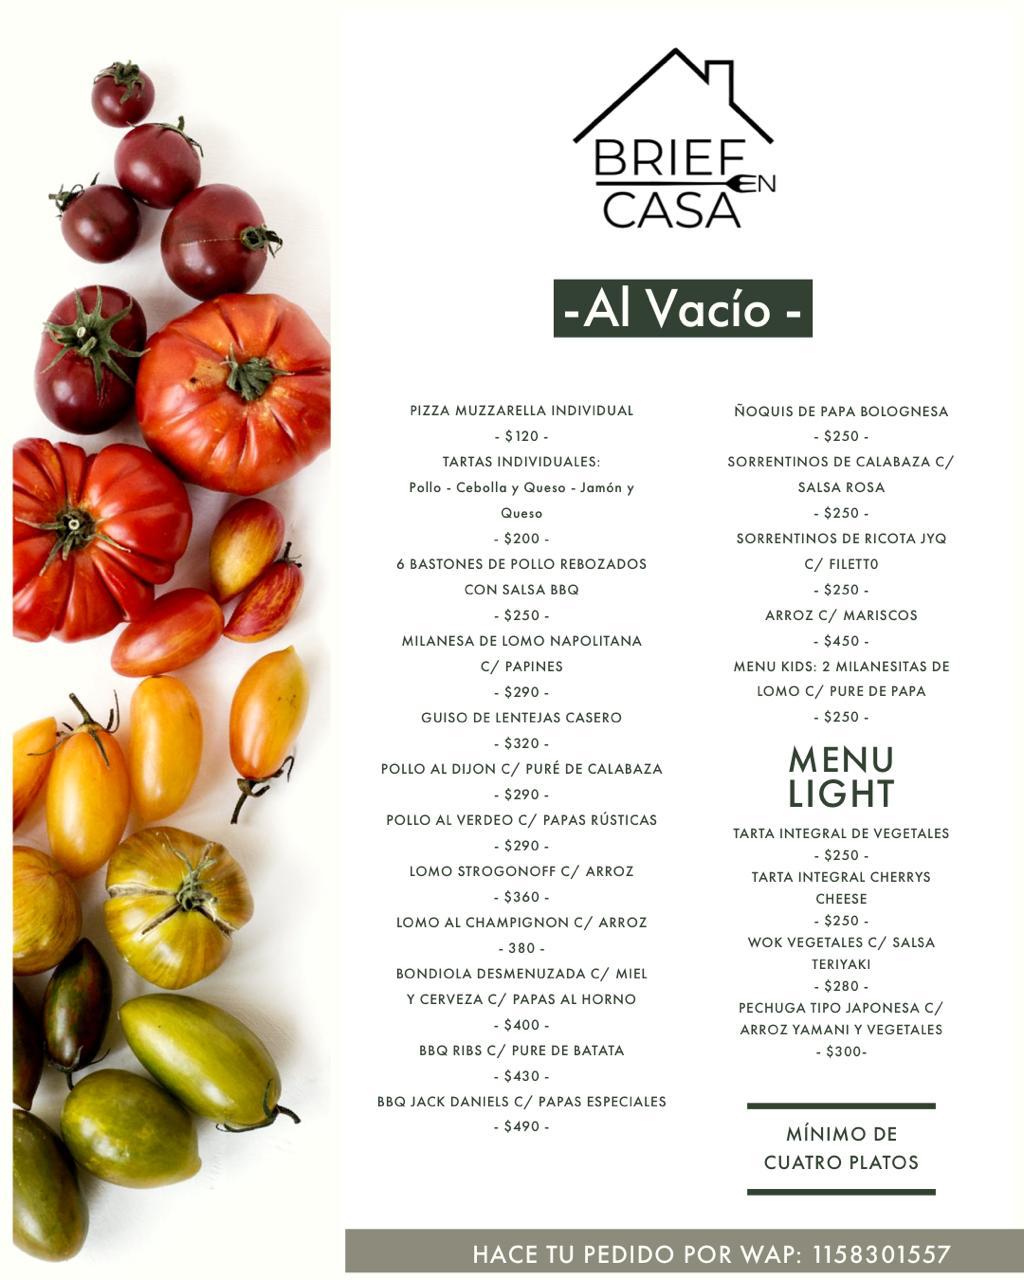 BRIEF
EN
CASA
-Al Vacío -
PIZZA MUZZARELLA INDIVIDUAL
- $120 -
TARTAS INDIVIDUALES:
Pollo - Cebolla y Queso - Jamón y
Queso
- $200 -
6 BASTONES DE POLLO REBOZADOS
CON SALSA BBQ
- $250 -
MILANESA DE LOMO NAPOLITANA
C/ PAPINES
- $290 -
GUISO DE LENTEJAS CASERO
- $320 -
POLLO AL DIJON C/ PURÉ DE CALABAZA
- $290 -
POLLO AL VERDEO C/ PAPAS RÚSTICAS
- $290 -
LOMO STROGONOFF C/ ARROZ
- $360 -
LOMO AL CHAMPIGNON C/ ARROZ
- 380 -
BONDIOLA DESMENUZADA C/ MIEL
Y CERVEZA C/ PAPAS AL HORNO
- $400 -
BBQ RIBS C/ PURE DE BATATA
- $430 -
BBQ JACK DANIELS C/ PAPAS ESPECIALES
- $490 -
ÑOQUIS DE PAPA BOLOGNESA
- $250 -
SORRENTINOS DE CALABAZA C/
SALSA ROSA
- $250 -
SORRENTINOS DE RICOTA JYQ
C/ FILETT0
- $250 -
ARROZ C/ MARISCOS
- $450 -
MENU KIDS: 2 MILANESITAS DE
LOMO C/ PURE DE PAPA
- $250 -
MENU
LIGHT
TARTA INTEGRAL DE VEGETALES
- $250 -
TARTA INTEGRAL CHERRYS
CHEESE
- $250 -
WOK VEGETALES C/ SALSA
TERIYAKI
- $280 -
PECHUGA TIPO JAPONESA C/
ARROZ YAMANI Y VEGETALES
- $300-
MÍNIMO DE
CUATRO PLATOS
HACE TU PEDIDO POR WAP: 1158301557